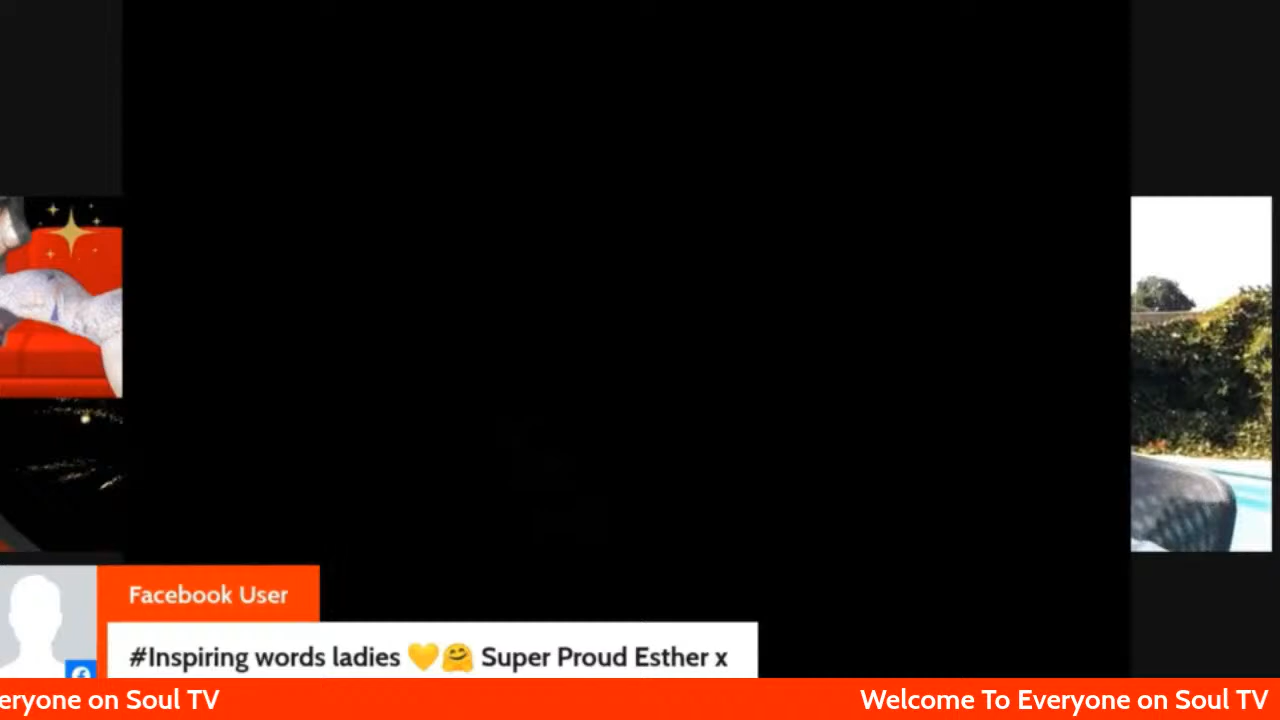 Facebook User
#Inspiring words ladies 💛🤗 Super Proud Esther x
eryone on Soul TV
Welcome To Everyone on Soul TV